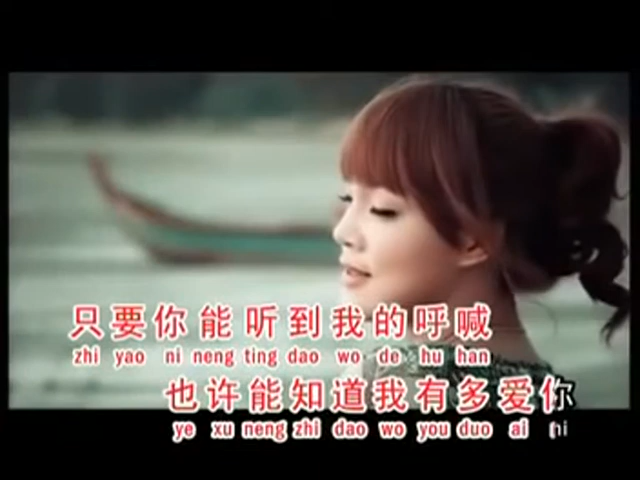 只要你能听到我的呼喊
zhi yao ni neng ting dao wo de hu han
也许能知道我有多爱你
ye xu neng zhi dao wo you duo ai ni